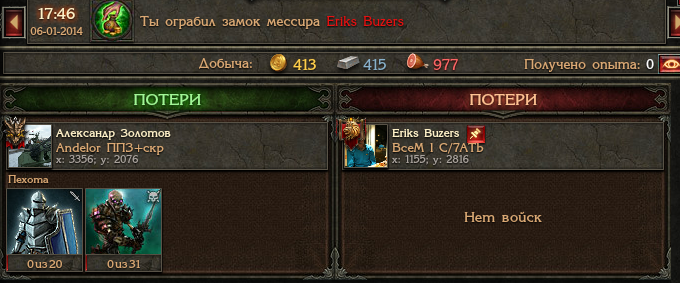 17:46
06-01-2014
Ты ограбил замок мессира Eriks Buzers
Добыча: 413 415 977
Получено опыта: 0
ПОТЕРИ
Александр Золотов
Andelor ППЗ+скр
x: 3356; y: 2076
Пехота
0 из 20
0 из 31
ПОТЕРИ
Eriks Buzers
ВсеМ I С/7АТЬ
x: 1155; y: 2816
Нет войск